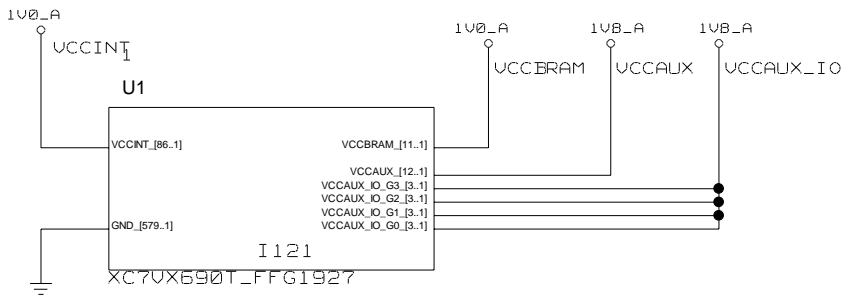 1V0_A
1V0_A
1V8_A
1V8_A
VCCINT
1
VCCBRAM
VCCAUX
VCCAUX_IO
U1
VCCINT_[86..1]
VCCBRAM_[11..1]
VCCAUX_[12..1]
VCCAUX_IO_G3_[3..1]
VCCAUX_IO_G2_[3..1]
VCCAUX_IO_G1_[3..1]
GND_[579..1]
VCCAUX_IO_G0_[3..1]
I121
XC7VX690T_FFG1927